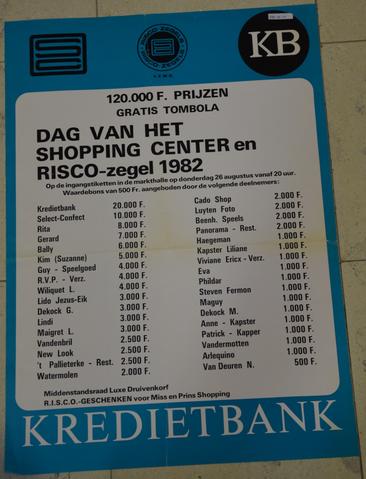 RISCO-ZEGELS
RISCO-ZEGELS
KB
120.000 F. PRIJZEN
GRATIS TOMBOLA
DAG VAN HET
SHOPPING CENTER en
RISCO-zegel 1982
Op de ingangstiketten in de markthalle op donderdag 26 augustus vanaf 20 uur.
Waardebons van 500 Fr. aangeboden door de volgende deelnemers:
Kredietbank 20.000 F.
Select-Confect 10.000 F.
Rita 8.000 F.
Gerard 7.000 F.
Bally 6.000 F.
Kim (Suzanne) 5.000 F.
Guy - Speelgoed 4.000 F.
R.V.P. - Verz. 4.000 F.
Wiliquet L. 4.000 F.
Lido Jezus-Eik 3.000 F.
Dekock G. 3.000 F.
Lindi 3.000 F.
Maigret L. 3.000 F.
Vandenbril 2.500 F.
New Look 2.500 F.
't Pallieterke - Rest. 2.500 F.
Watermolen 2.000 F.
Cado Shop 2.000 F.
Luyten Foto 2.000 F.
Beenh. Speels 2.000 F.
Panorama - Rest. 2.000 F.
Haegeman 1.000 F.
Kapster Liliane 1.000 F.
Viviane Ericx - Verz. 1.000 F.
Eva 1.000 F.
Phildar 1.000 F.
Steven Fermon 1.000 F.
Maguy 1.000 F.
Dekock M. 1.000 F.
Anne - Kapster 1.000 F.
Patrick - Kapper 1.000 F.
Vandermotten 1.000 F.
Arlequino 1.000 F.
Van Deuren N. 500 F.
Middenstandsraad Luxe Druivenkorf
R.I.S.C.O.-GESCHENKEN voor Miss en Prins Shopping
KREDIETBANK